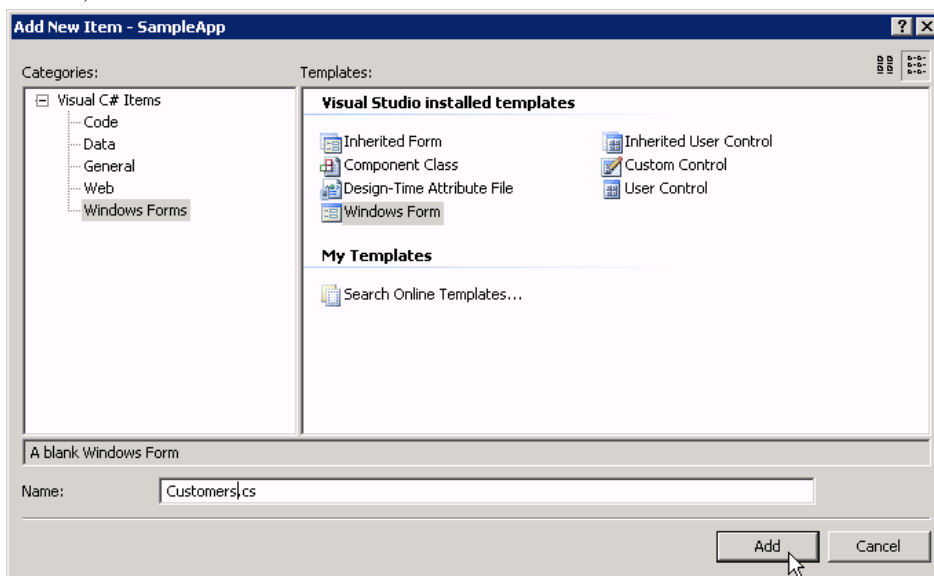 Add New Item - SampleApp
Categories:
Templates:
Visual C# Items
Code
Data
General
Web
Windows Forms
Visual Studio installed templates
Inherited Form
Inherited User Control
Component Class
Custom Control
Design-Time Attribute File
User Control
Windows Form
My Templates
Search Online Templates...
A blank Windows Form
Name:
Customers.cs
Add
Cancel